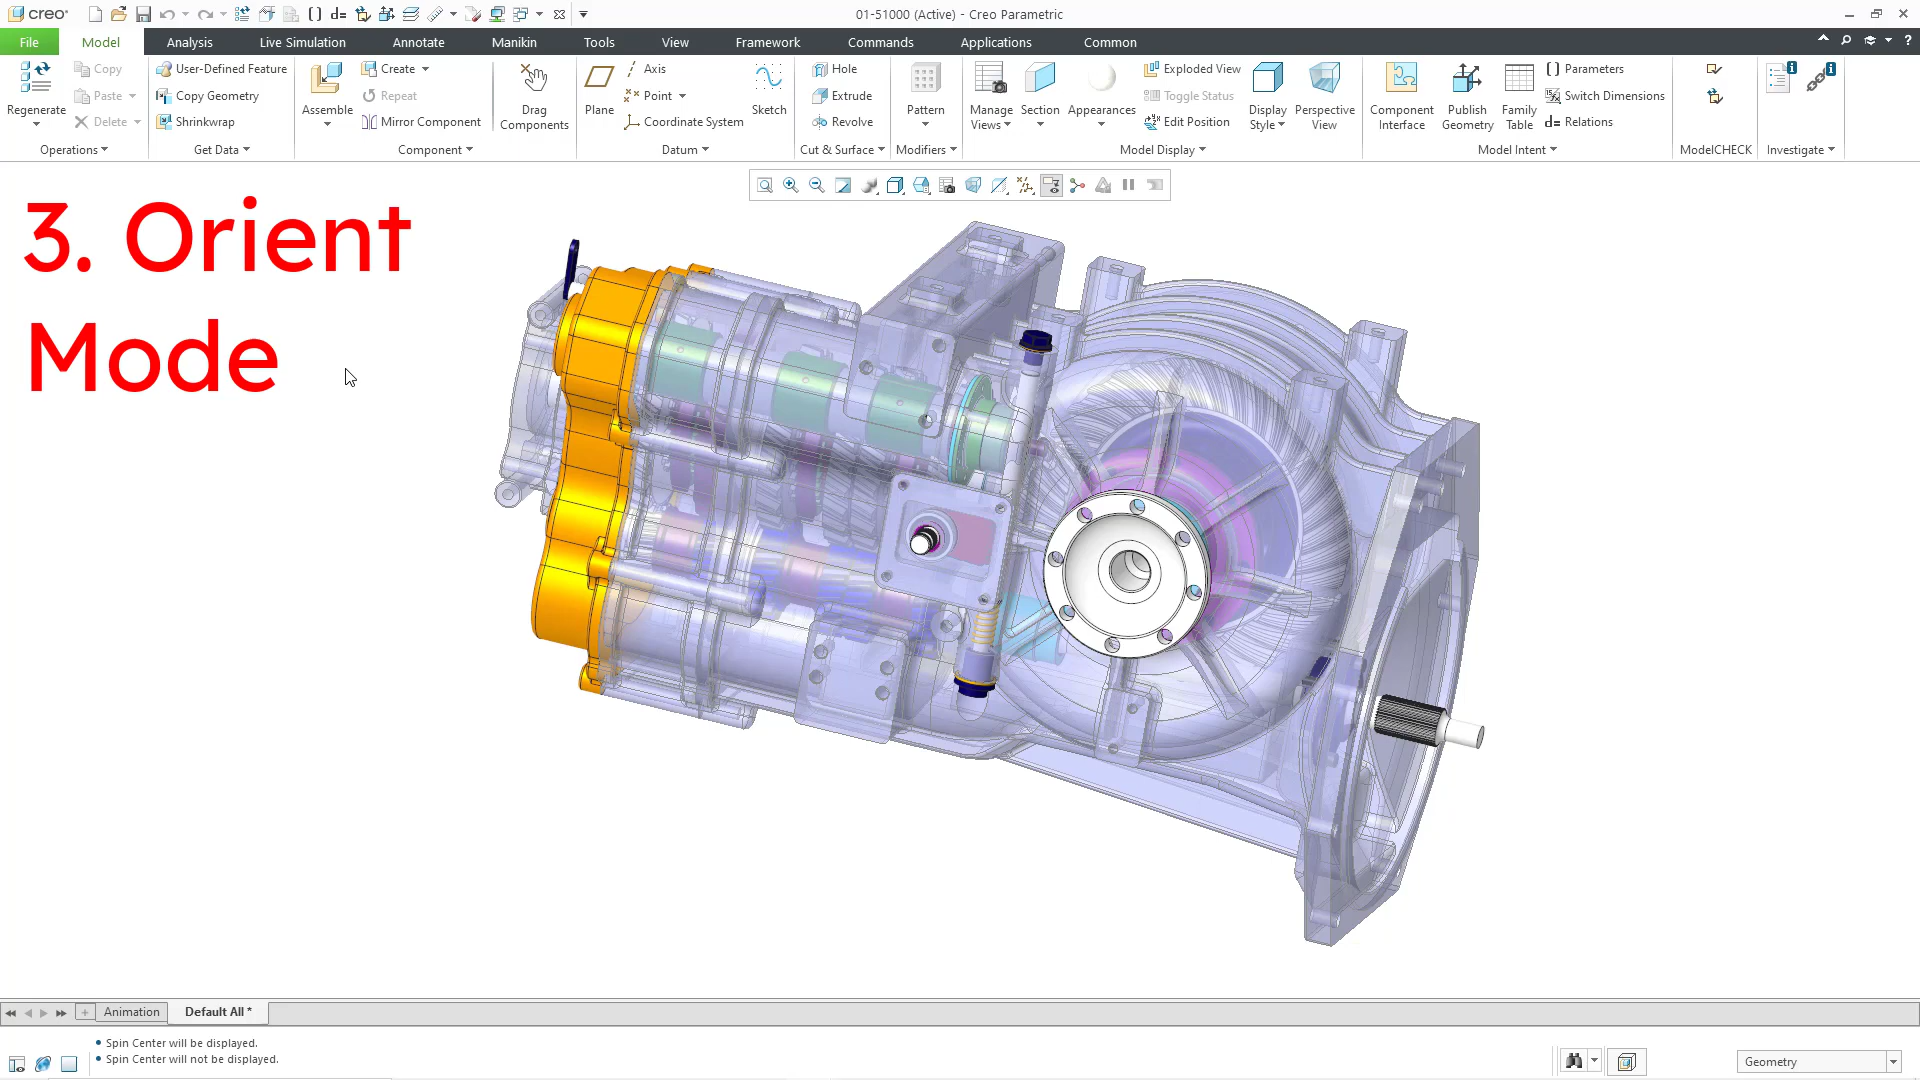 creo
01-51000 (Active) - Creo Parametric
File Model Analysis Live Simulation Annotate Manikin Tools View Framework Commands Applications Common
Regenerate
Copy
Paste
Delete
Operations
User-Defined Feature
Copy Geometry
Shrinkwrap
Get Data
Assemble
Create
Repeat
Mirror Component
Drag
Components
Component
Plane
Axis
Point
Coordinate System
Sketch
Datum
Hole
Extrude
Revolve
Cut & Surface
Pattern
Modifiers
Manage
Views
Section
Appearances
Exploded View
Toggle Status
Edit Position
Display
Style
Perspective
View
Model Display
Component
Interface
Publish
Geometry
Family
Table
Parameters
Switch Dimensions
d= Relations
Model Intent
ModelCHECK
Investigate
3. Orient
Mode
Animation
Default All *
• Spin Center will be displayed.
• Spin Center will not be displayed.
Geometry